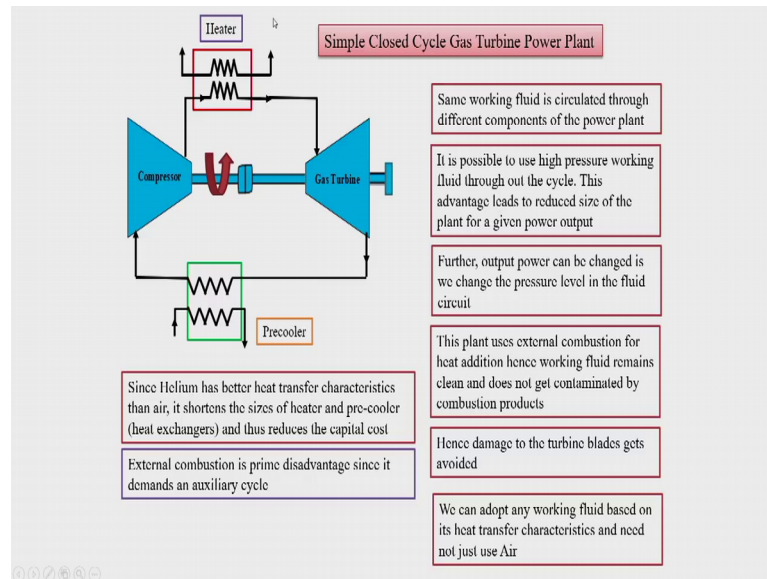 Heater
Simple Closed Cycle Gas Turbine Power Plant
Compressor
Gas Turbine
Precooler
Same working fluid is circulated through
different components of the power plant
It is possible to use high pressure working
fluid through out the cycle. This
advantage leads to reduced size of the
plant for a given power output
Further, output power can be changed is
we change the pressure level in the fluid
circuit
This plant uses external combustion for
heat addition hence working fluid remains
clean and does not get contaminated by
combustion products
Hence damage to the turbine blades gets
avoided
We can adopt any working fluid based on
its heat transfer characteristics and need
not just use Air
Since Helium has better heat transfer characteristics
than air, it shortens the sizes of heater and pre-cooler
(heat exchangers) and thus reduces the capital cost
External combustion is prime disadvantage since it
demands an auxiliary cycle